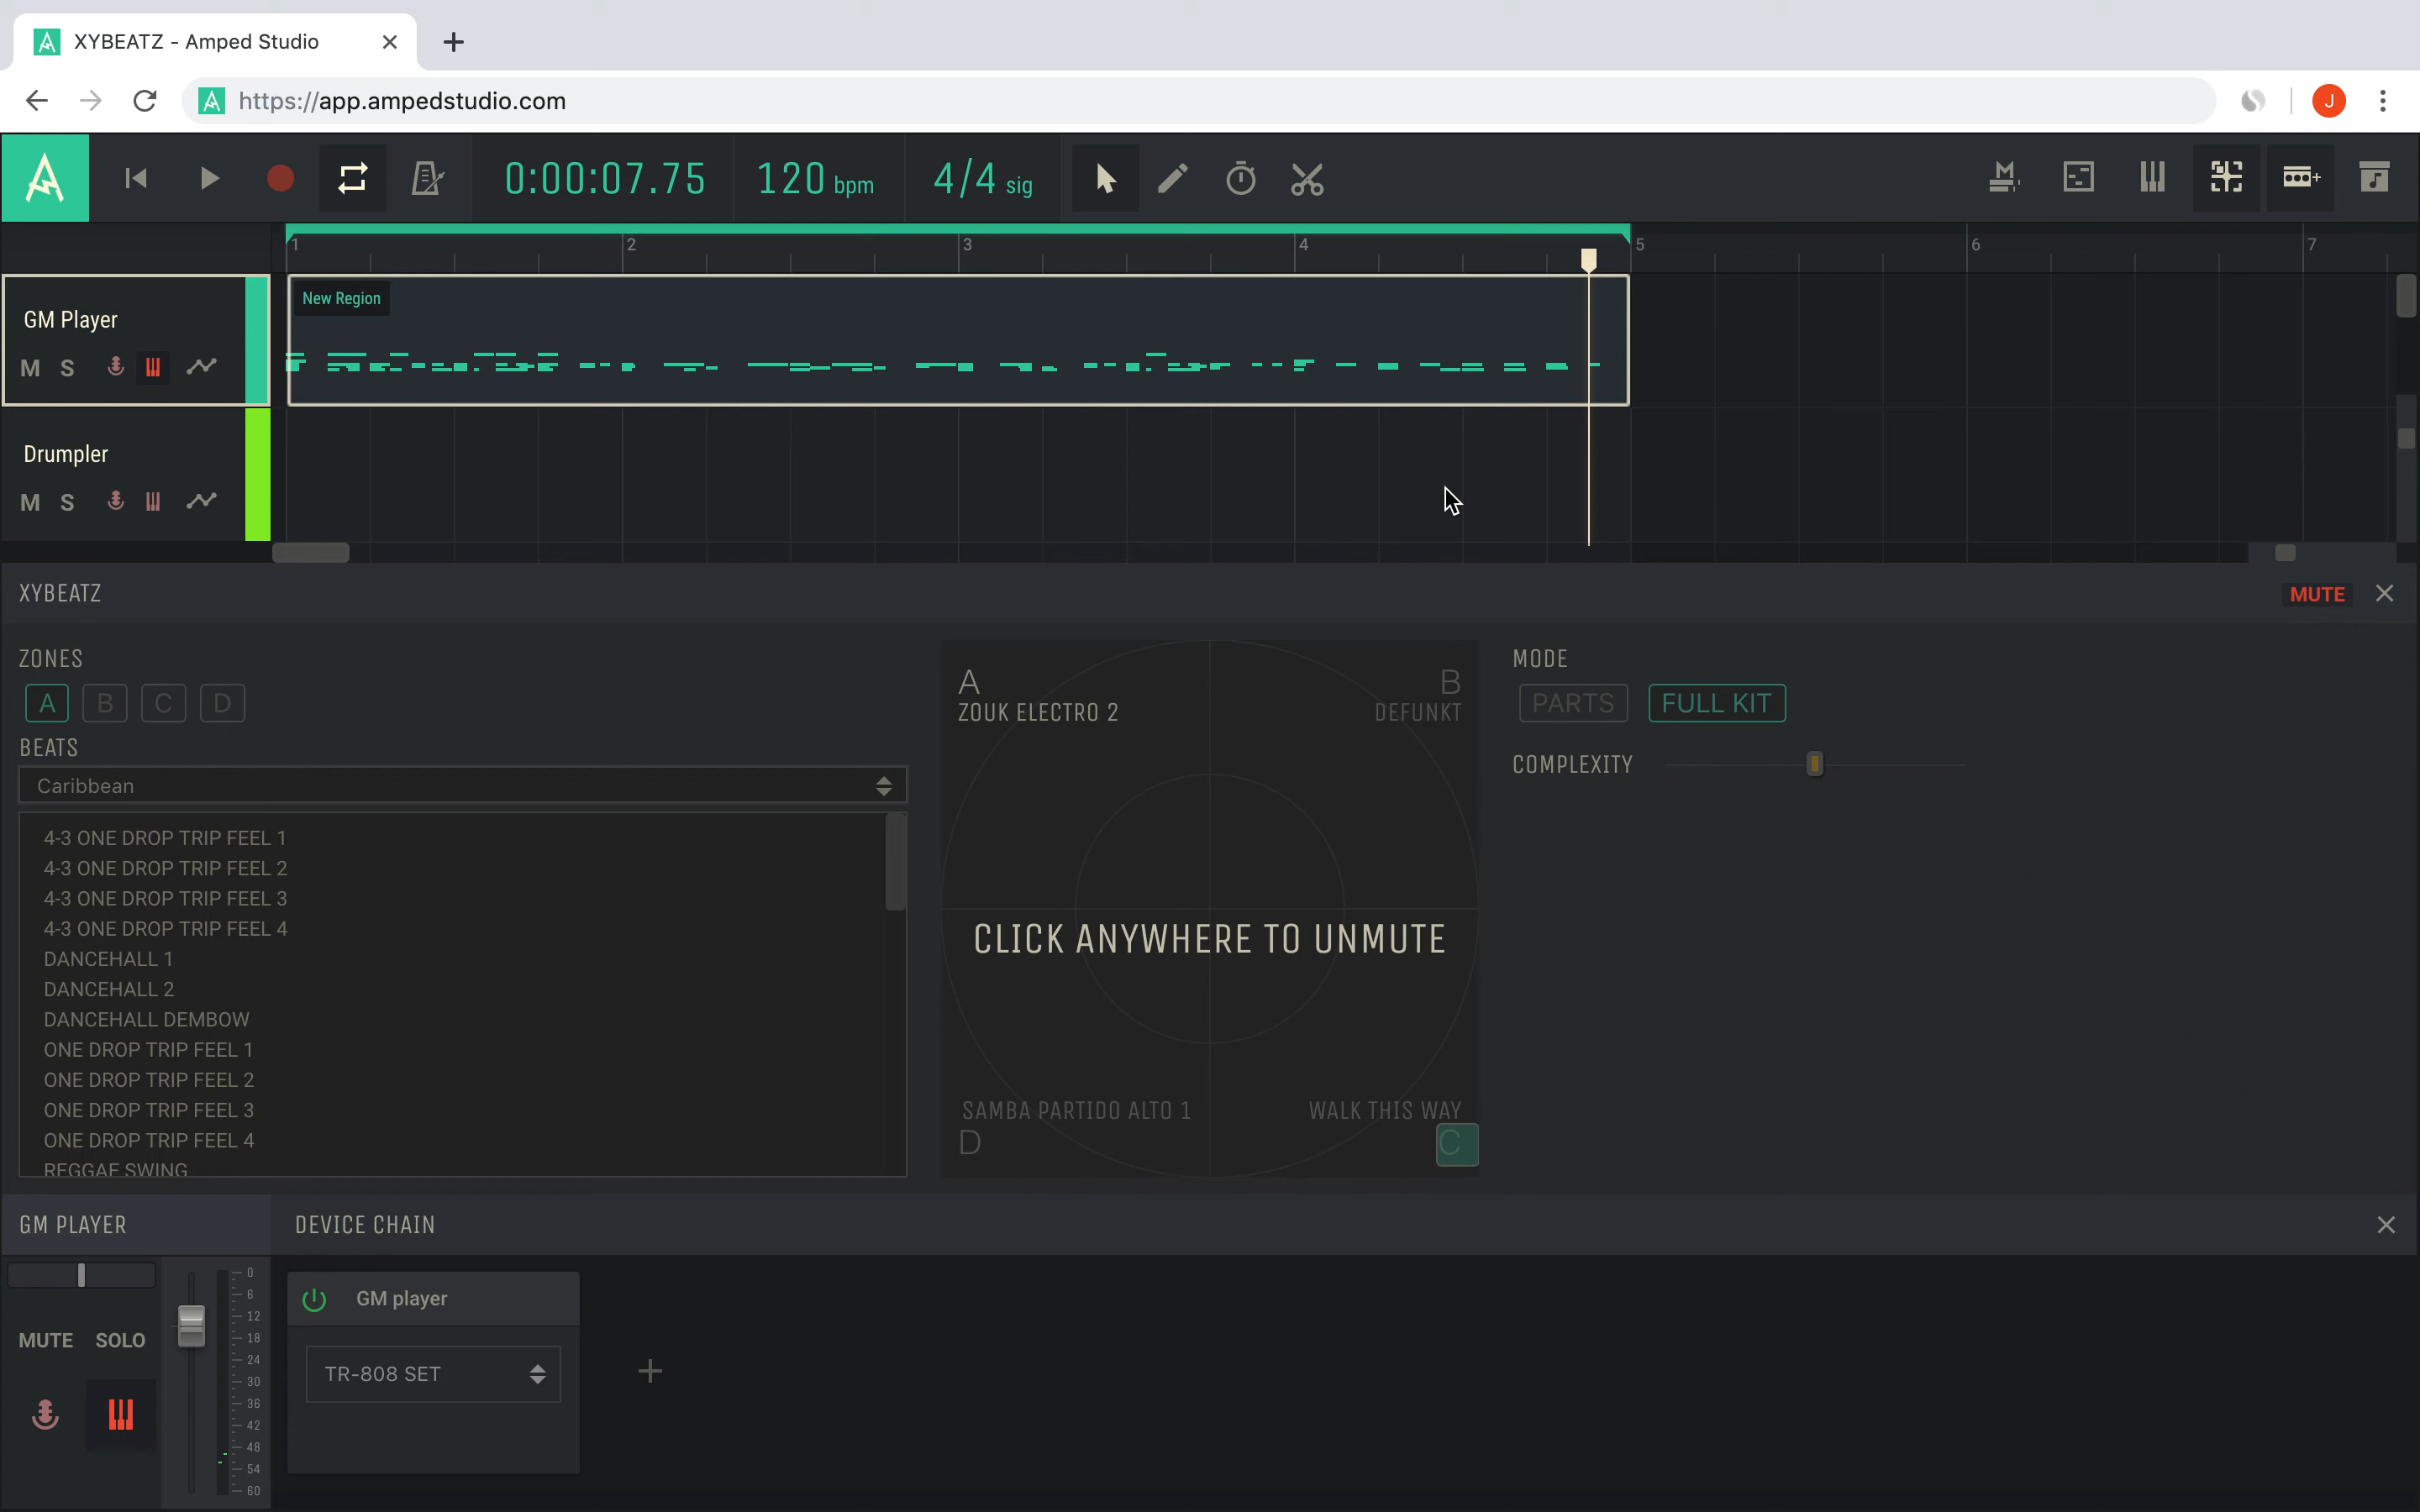 XYBEATZ - Amped Studio
https://app.ampedstudio.com
J
0:00:07.75 120 bpm 4/4 sig
1 2 3 4 5 6 7
New Region
GM Player
M S
Drumpler
M S
XYBEATZ
MUTE
ZONES
A B C D
BEATS
Caribbean
4-3 ONE DROP TRIP FEEL 1
4-3 ONE DROP TRIP FEEL 2
4-3 ONE DROP TRIP FEEL 3
4-3 ONE DROP TRIP FEEL 4
DANCEHALL 1
DANCEHALL 2
DANCEHALL DEMBOW
ONE DROP TRIP FEEL 1
ONE DROP TRIP FEEL 2
ONE DROP TRIP FEEL 3
ONE DROP TRIP FEEL 4
REGGAE SWING
A B
ZOUK ELECTRO 2 DEFUNKT
CLICK ANYWHERE TO UNMUTE
SAMBA PARTIDO ALTO 1 WALK THIS WAY
D C
MODE
PARTS FULL KIT
COMPLEXITY
GM PLAYER
DEVICE CHAIN
MUTE SOLO
0
6
12
18
24
30
36
42
48
54
60
GM player
TR-808 SET